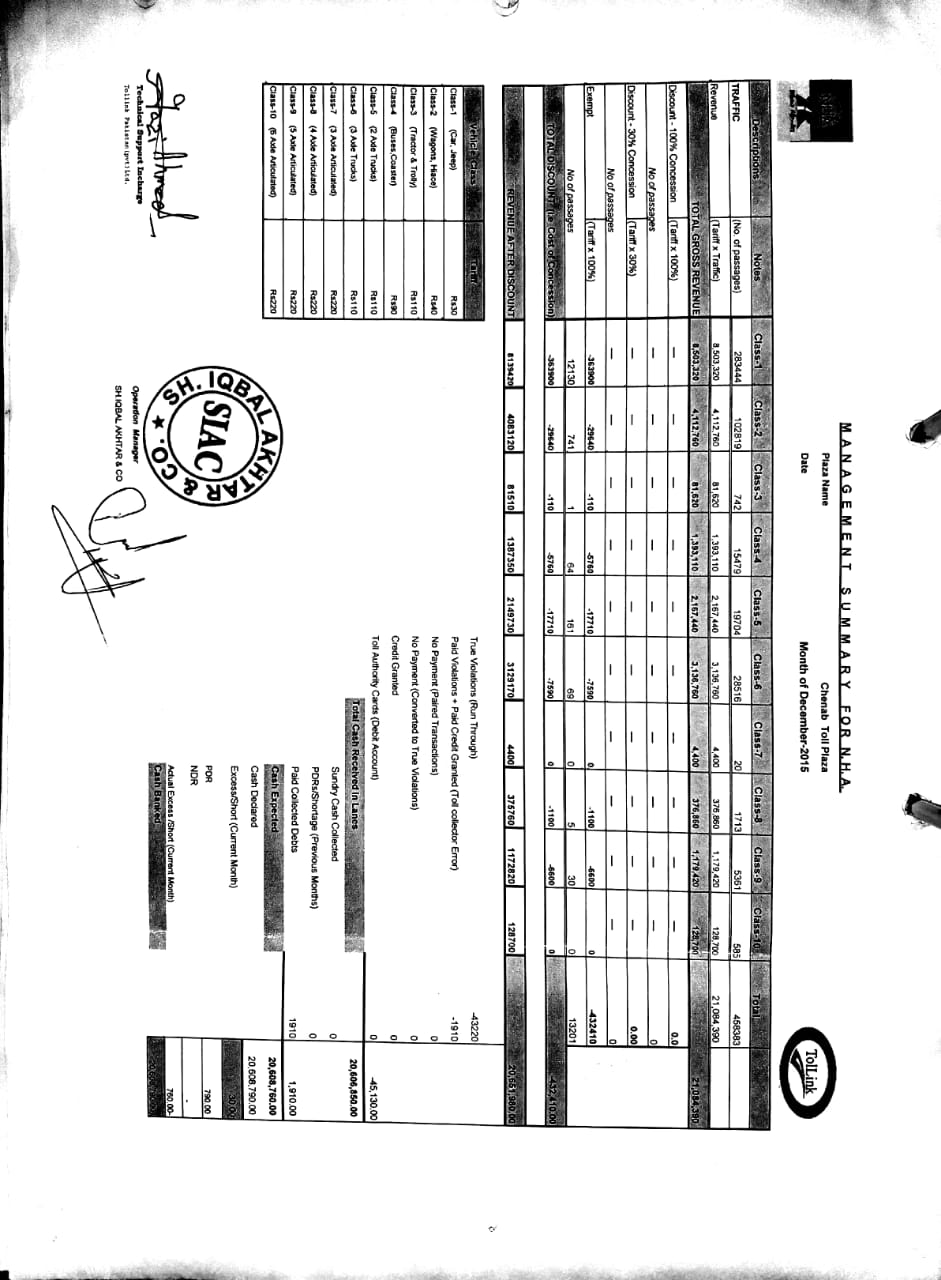 MANAGEMENT SUMMARY FOR N.H.A.
Plaza Name Chenab Toll Plaza
Date Month of December-2015
TolLink
Descriptions Notes Class-1 Class-2 Class-3 Class-4 Class-5 Class-6 Class-7 Class-8 Class-9 Class-10 Total
TRAFFIC (No. of passages) 283444 102819 742 15479 19704 28516 20 1713 5361 585 458383
Revenue (Tariff x Traffic) 8,503,320 4,112,760 81,620 1,393,110 2,167,440 3,136,760 4,400 376,860 1,179,420 128,700 21,084,390
TOTAL GROSS REVENUE 8,503,320 4,112,760 81,620 1,393,110 2,167,440 3,136,760 4,400 376,860 1,179,420 128,700 21,084,390
Discount - 100% Concession (Tariff x 100%) — — — — — — — — — — 0.0
No of passages — — — — — — — — — — 0
Discount - 30% Concession (Tariff x 30%) — — — — — — — — — — 0.00
No of passages — — — — — — — — — — 0
Exempt (Tariff x 100%) -363900 -29640 -110 -5760 -17710 -7590 0 -1100 -6600 0 -432410
No of passages 12130 741 1 64 161 69 0 5 30 0 13201
TOTAL DISCOUNT (i.e. Cost of Concession) -363900 -29640 -110 -5760 -17710 -7590 0 -1100 -6600 0 -432,410.00
REVENUE AFTER DISCOUNT 8139420 4083120 81510 1387350 2149730 3129170 4400 375760 1172820 128700 20,651,980.00
Vehicle Class Tariff
Class-1 (Car, Jeep) Rs30
Class-2 (Wagons, Hiace) Rs40
Class-3 (Tractor & Trolly) Rs110
Class-4 (Buses,Coaster) Rs90
Class-5 (2 Axle Trucks) Rs110
Class-6 (3 Axle Trucks) Rs110
Class-7 (3 Axle Articulated) Rs220
Class-8 (4 Axle Articulated) Rs220
Class-9 (5 Axle Articulated) Rs220
Class-10 (6 Axle Articulated) Rs220
True Violations (Run Through) -43220
Paid Violations + Paid Credit Granted (Toll collector Error) -1910
No Payment (Paired Transactions) 0
No Payment (Converted to True Violations) 0
Credit Granted 0
Toll Authority Cards (Debit Account) 0 -45,130.00
Total Cash Received in Lanes 20,606,850.00
Sundry Cash Collected 0
PDRs/Shortage (Previous Months) 0
Paid Collected Debts 1910 1,910.00
Cash Expected 20,608,760.00
Cash Declared 20,608,790.00
Excess/Short (Current Month) 30.00
PDR 790.00
NDR -
Actual Excess /Short (Current Month) 760.00-
Cash Banked
SH. IQBAL AKHTAR & CO.
SIAC
Technical Support Incharge
Tollink Pakistan(pvt)Ltd.
Operation Manager
SH.IQBAL AKHTAR & CO